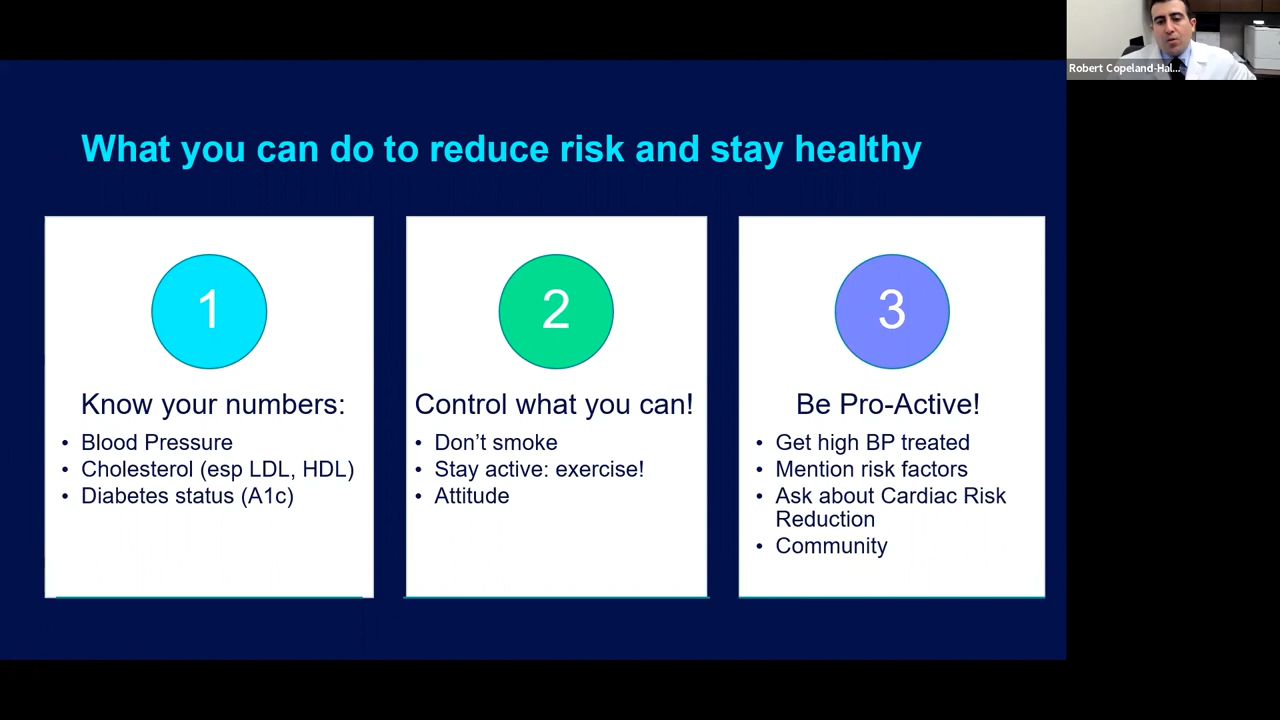 Robert Copeland-Hal...
What you can do to reduce risk and stay healthy
1
Know your numbers:
• Blood Pressure
• Cholesterol (esp LDL, HDL)
• Diabetes status (A1c)
2
Control what you can!
• Don’t smoke
• Stay active: exercise!
• Attitude
3
Be Pro-Active!
• Get high BP treated
• Mention risk factors
• Ask about Cardiac Risk
Reduction
• Community